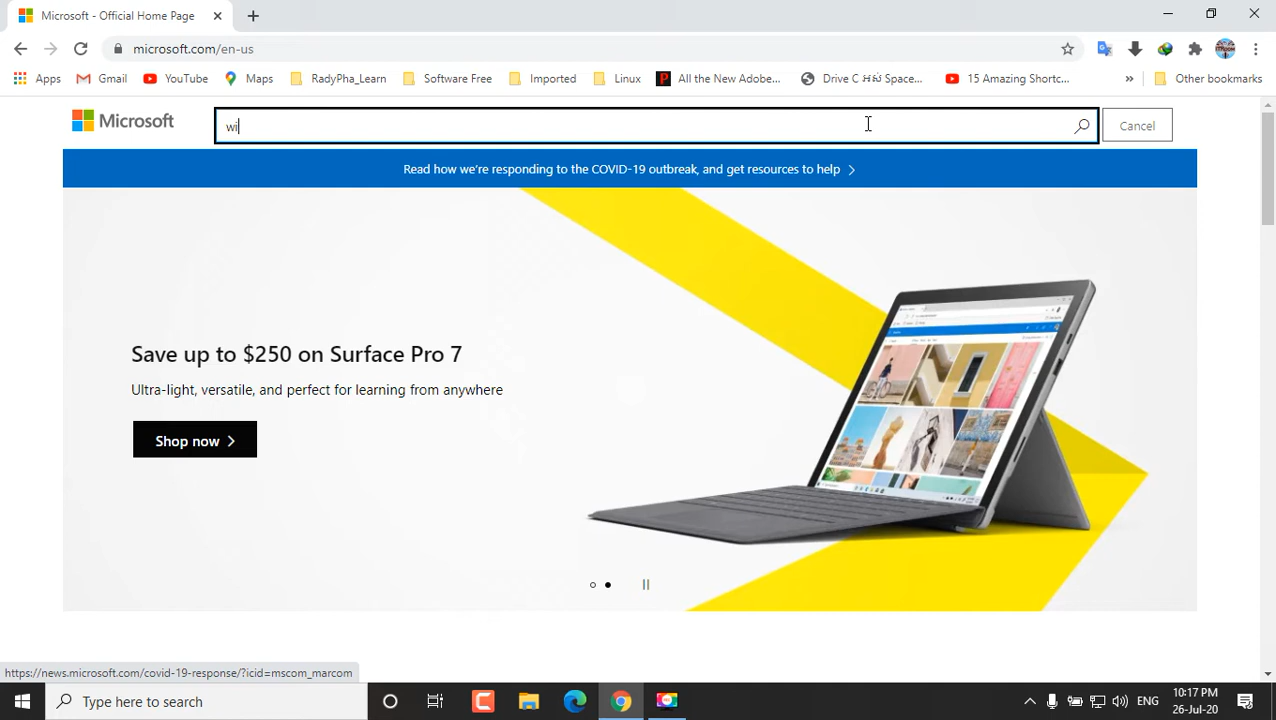 Microsoft - Official Home Page
microsoft.com/en-us
Apps
Gmail
YouTube
Maps
RadyPha_Learn
Software Free
Imported
Linux
All the New Adobe...
Drive C អស់ Space...
15 Amazing Shortc...
»
Other bookmarks
Microsoft
wi
Cancel
Read how we're responding to the COVID-19 outbreak, and get resources to help
Save up to $250 on Surface Pro 7
Ultra-light, versatile, and perfect for learning from anywhere
Shop now
https://news.microsoft.com/covid-19-response/?icid=mscom_marcom
Type here to search
ENG
10:17 PM
26-Jul-20